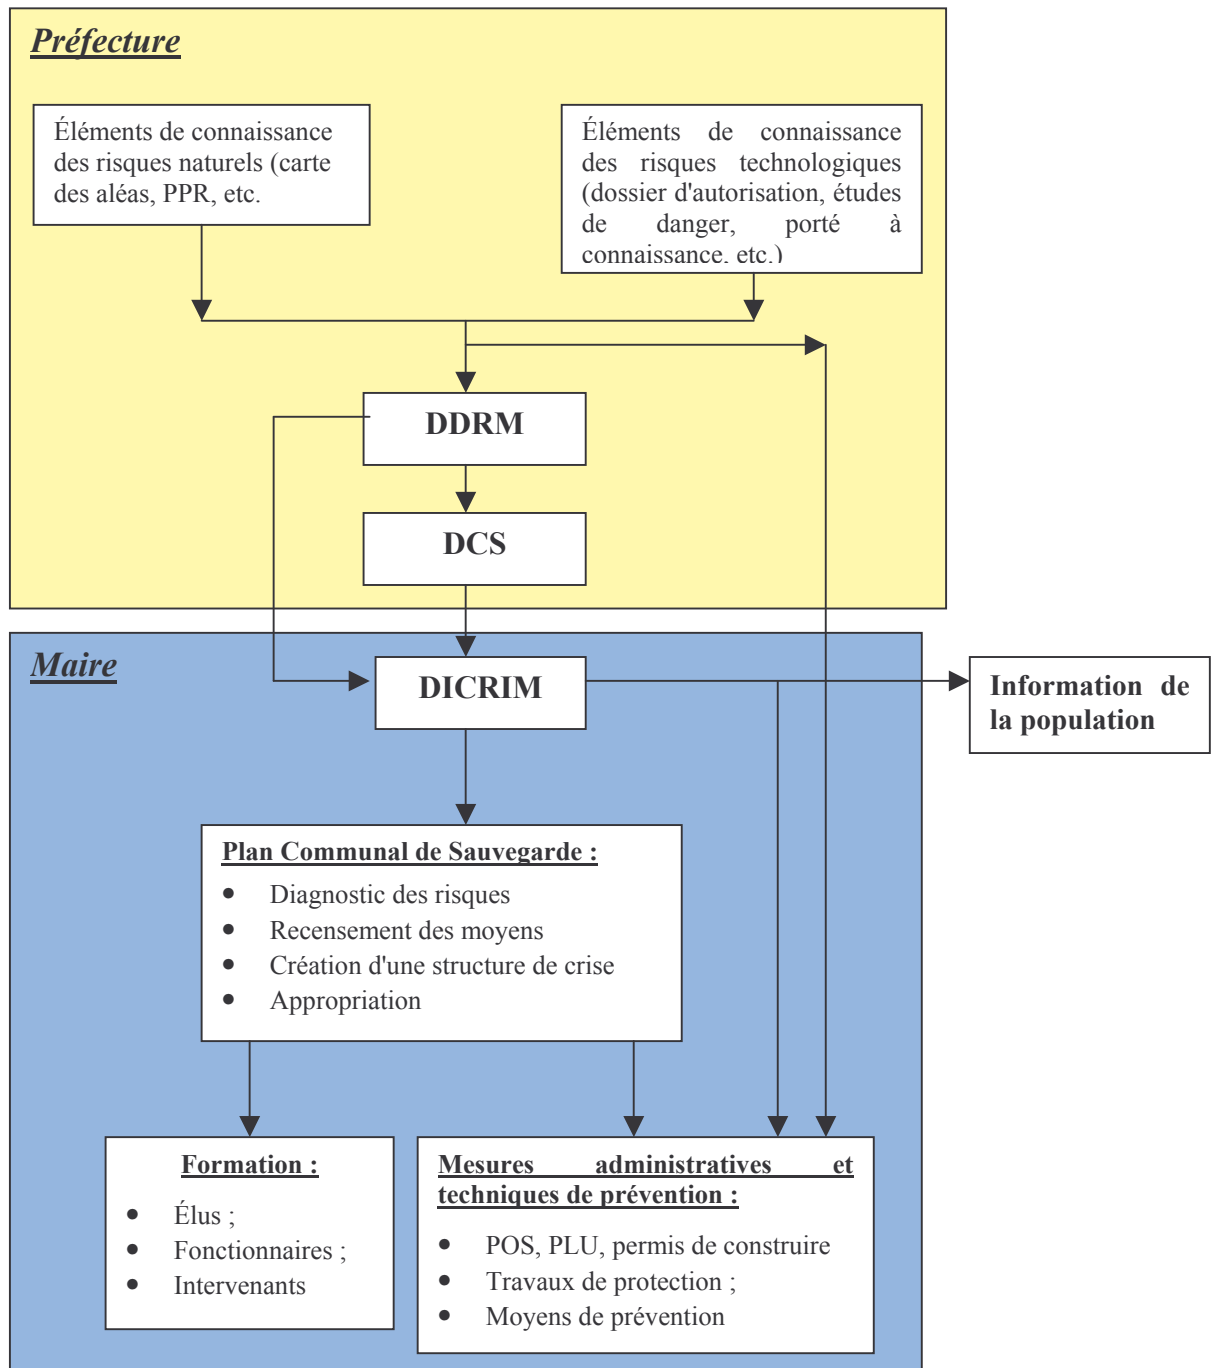 Préfecture
Éléments de connaissance
des risques naturels (carte
des aléas, PPR, etc.
Éléments de connaissance
des risques technologiques
(dossier d'autorisation, études
de danger, porté à
connaissance, etc.)
DDRM
DCS
Maire
DICRIM
Information de
la population
Plan Communal de Sauvegarde :
• Diagnostic des risques
• Recensement des moyens
• Création d'une structure de crise
• Appropriation
Formation :
• Élus ;
• Fonctionnaires ;
• Intervenants
Mesures administratives et
techniques de prévention :
• POS, PLU, permis de construire
• Travaux de protection ;
• Moyens de prévention